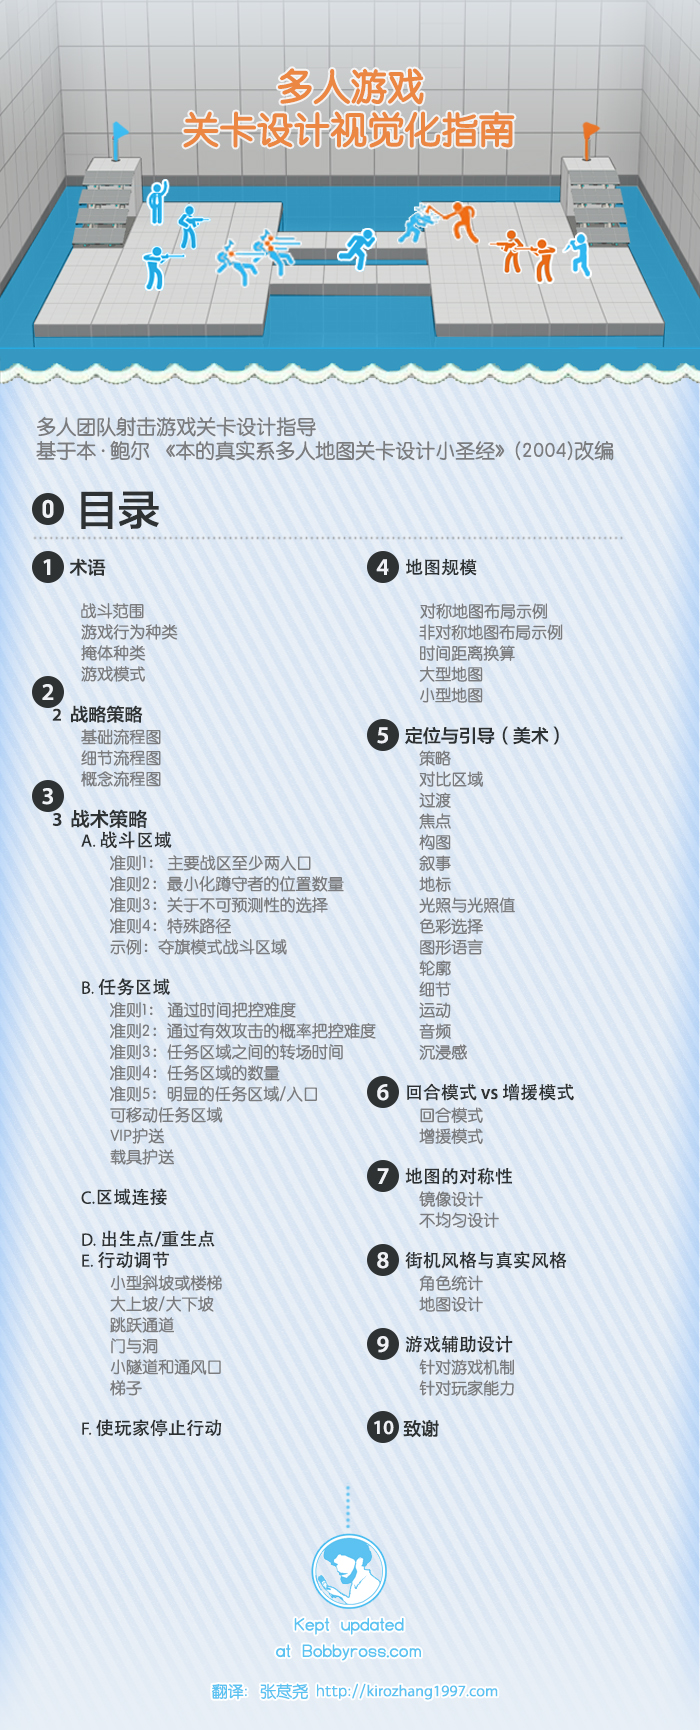 多人游戏
关卡设计视觉化指南
多人团队射击游戏关卡设计指导
基于本·鲍尔 《本的真实系多人地图关卡设计小圣经》(2004)改编
0 目录
1 术语
战斗范围
游戏行为种类
掩体种类
游戏模式
2
2 战略策略
基础流程图
细节流程图
概念流程图
3
3 战术策略
A. 战斗区域
准则1： 主要战区至少两入口
准则2：最小化蹲守者的位置数量
准则3：关于不可预测性的选择
准则4：特殊路径
示例：夺旗模式战斗区域
B. 任务区域
准则1： 通过时间把控难度
准则2：通过有效攻击的概率把控难度
准则3：任务区域之间的转场时间
准则4：任务区域的数量
准则5：明显的任务区域/入口
可移动任务区域
VIP护送
载具护送
C.区域连接
D. 出生点/重生点
E. 行动调节
小型斜坡或楼梯
大上坡/大下坡
跳跃通道
门与洞
小隧道和通风口
梯子
F. 使玩家停止行动
4 地图规模
对称地图布局示例
非对称地图布局示例
时间距离换算
大型地图
小型地图
5 定位与引导（美术）
策略
对比区域
过渡
焦点
构图
叙事
地标
光照与光照值
色彩选择
图形语言
轮廓
细节
运动
音频
沉浸感
6 回合模式 vs 增援模式
回合模式
增援模式
7 地图的对称性
镜像设计
不均匀设计
8 街机风格与真实风格
角色统计
地图设计
9 游戏辅助设计
针对游戏机制
针对玩家能力
10 致谢
Kept updated
at Bobbyross.com
翻译：张荩尧 http://kirozhang1997.com